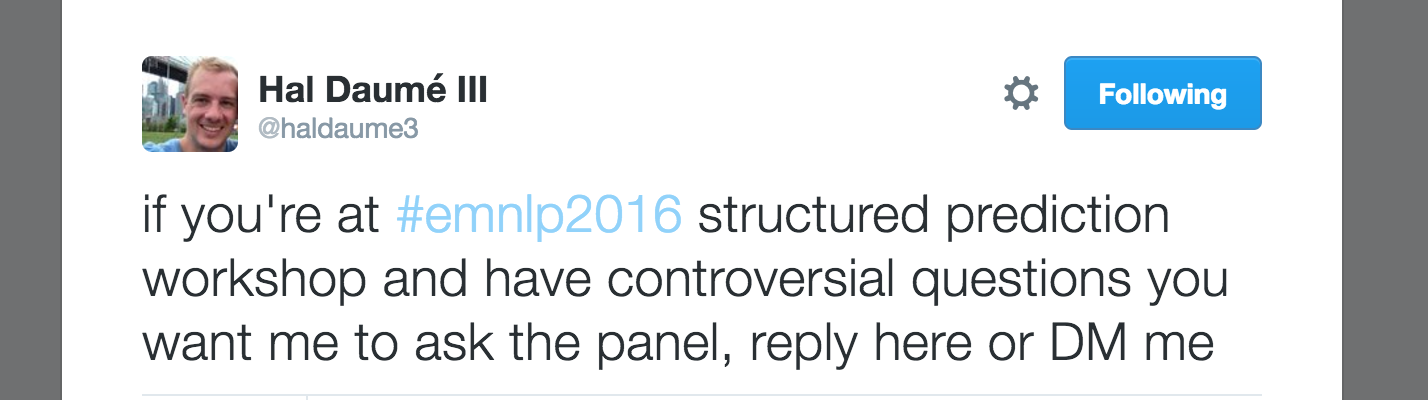 Hal Daumé III
@haldaume3
Following
if you're at #emnlp2016 structured prediction
workshop and have controversial questions you
want me to ask the panel, reply here or DM me